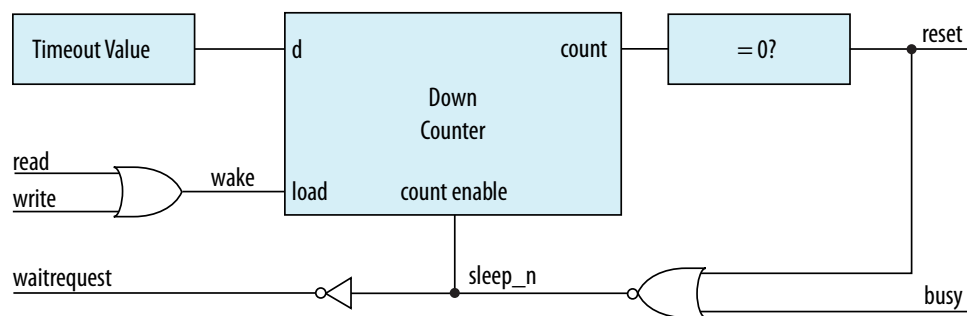 Timeout Value
d
count
= 0?
reset
Down
Counter
read
wake
load
count enable
write
waitrequest
sleep_n
busy